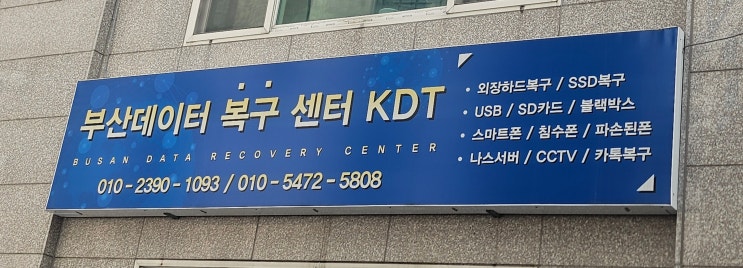 부산데이터 복구 센터 KDT
BUSAN DATA RECOVERY CENTER
010-2390-1093 / 010-5472-5808
• 외장하드복구 / SSD복구
• USB / SD카드 / 블랙박스
• 스마트폰 / 침수폰 / 파손된폰
• 나스서버 / CCTV / 카톡복구